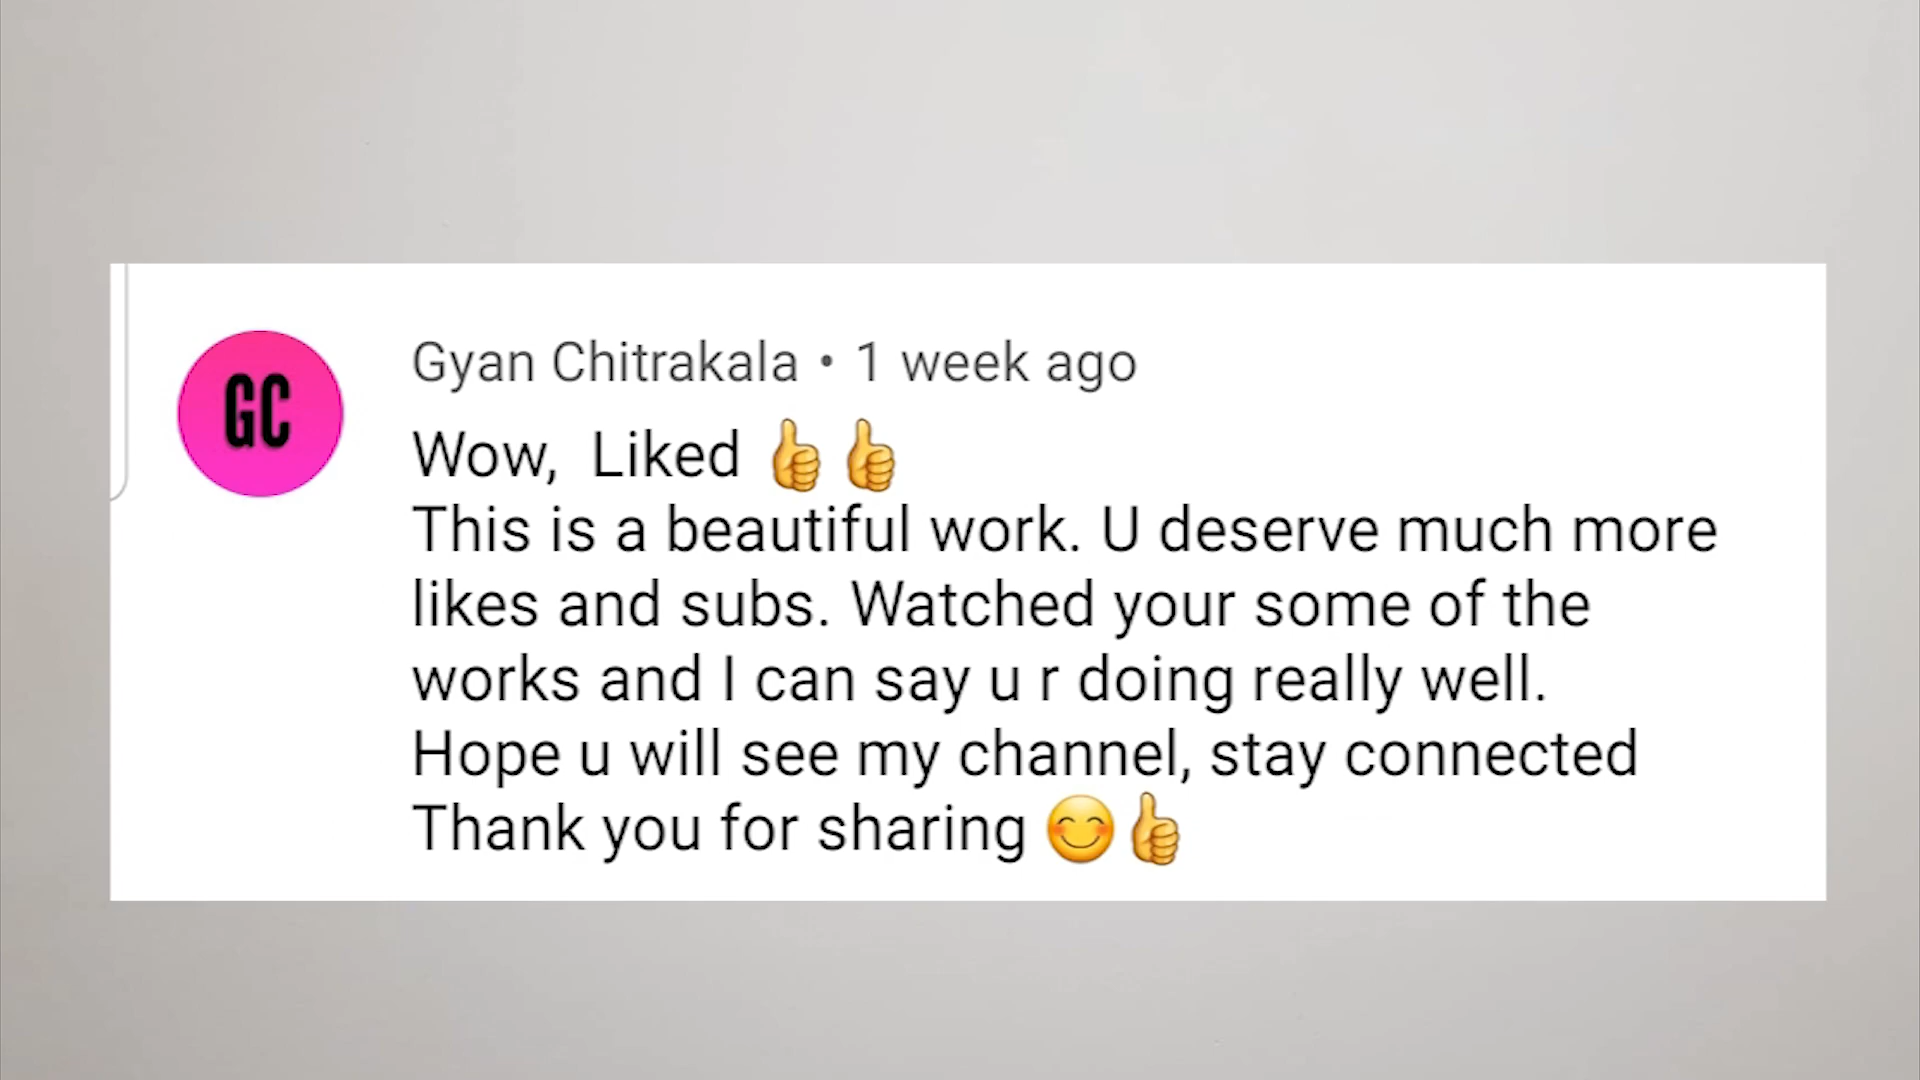 GC
Gyan Chitrakala • 1 week ago
Wow, Liked 👍👍
This is a beautiful work. U deserve much more
likes and subs. Watched your some of the
works and I can say u r doing really well.
Hope u will see my channel, stay connected
Thank you for sharing 😊👍